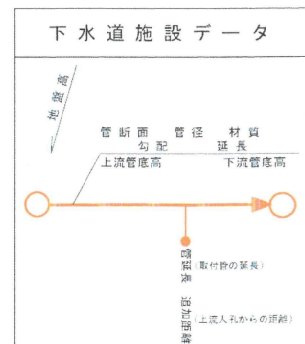 下水道施設データ
地盤高
管断面 管径 材質
勾配 延長
上流管底高 下流管底高
管延長 (取付管の延長)
追加距離 (上流人孔からの距離)